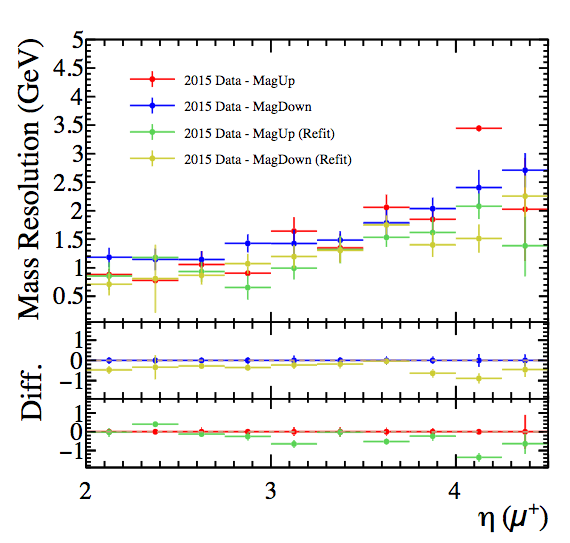 Mass Resolution (GeV)
5
4.5
4
3.5
3
2.5
2
1.5
1
0.5
2015 Data - MagUp
2015 Data - MagDown
2015 Data - MagUp (Refit)
2015 Data - MagDown (Refit)
Diff.
1
0
−1
1
0
−1
2
3
4
η (μ⁺)